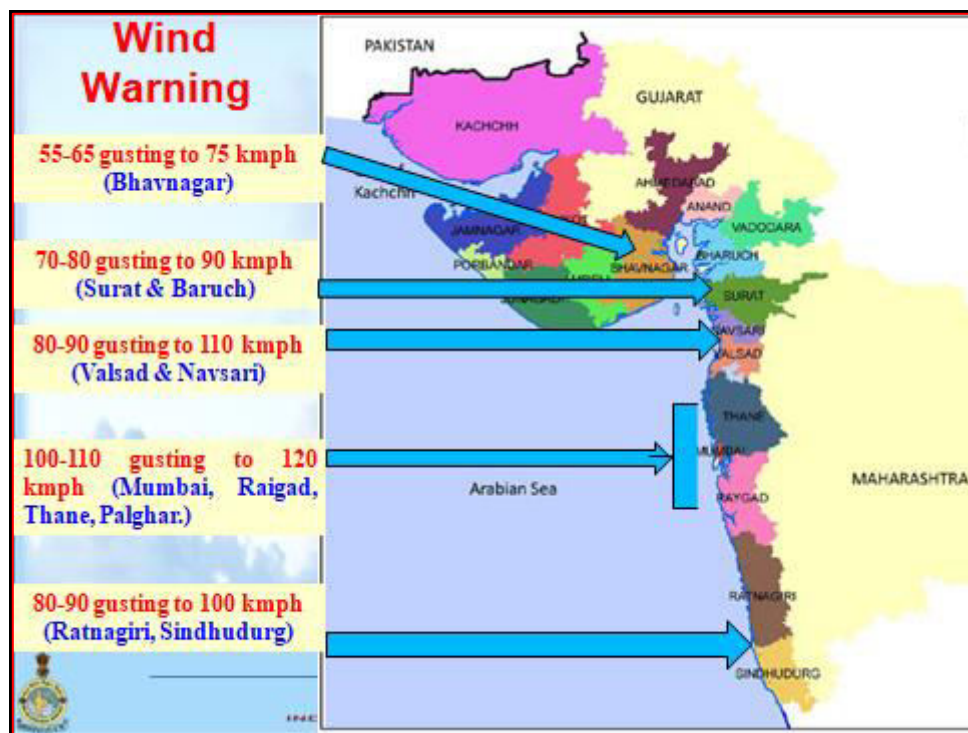 Wind
Warning
55-65 gusting to 75 kmph
(Bhavnagar)
70-80 gusting to 90 kmph
(Surat & Baruch)
80-90 gusting to 110 kmph
(Valsad & Navsari)
100-110 gusting to 120
kmph (Mumbai, Raigad,
Thane, Palghar.)
80-90 gusting to 100 kmph
(Ratnagiri, Sindhudurg)
PAKISTAN
GUJARAT
KACHCHH
Kachchh
AHMEDABAD
ANAND
VADODARA
JAMNAGAR
PORBANDAR
BHAVNAGAR
BHARUCH
SURAT
NAVSARI
VALSAD
THANE
MUMBAI
MAHARASHTRA
Arabian Sea
RAYGAD
RATNAGIRI
SINDHUDURG